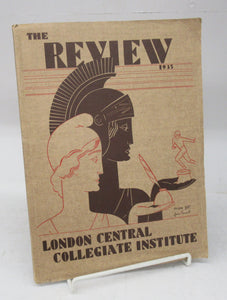 THE
REVIEW
1935
LONDON CENTRAL
COLLEGIATE INSTITUTE